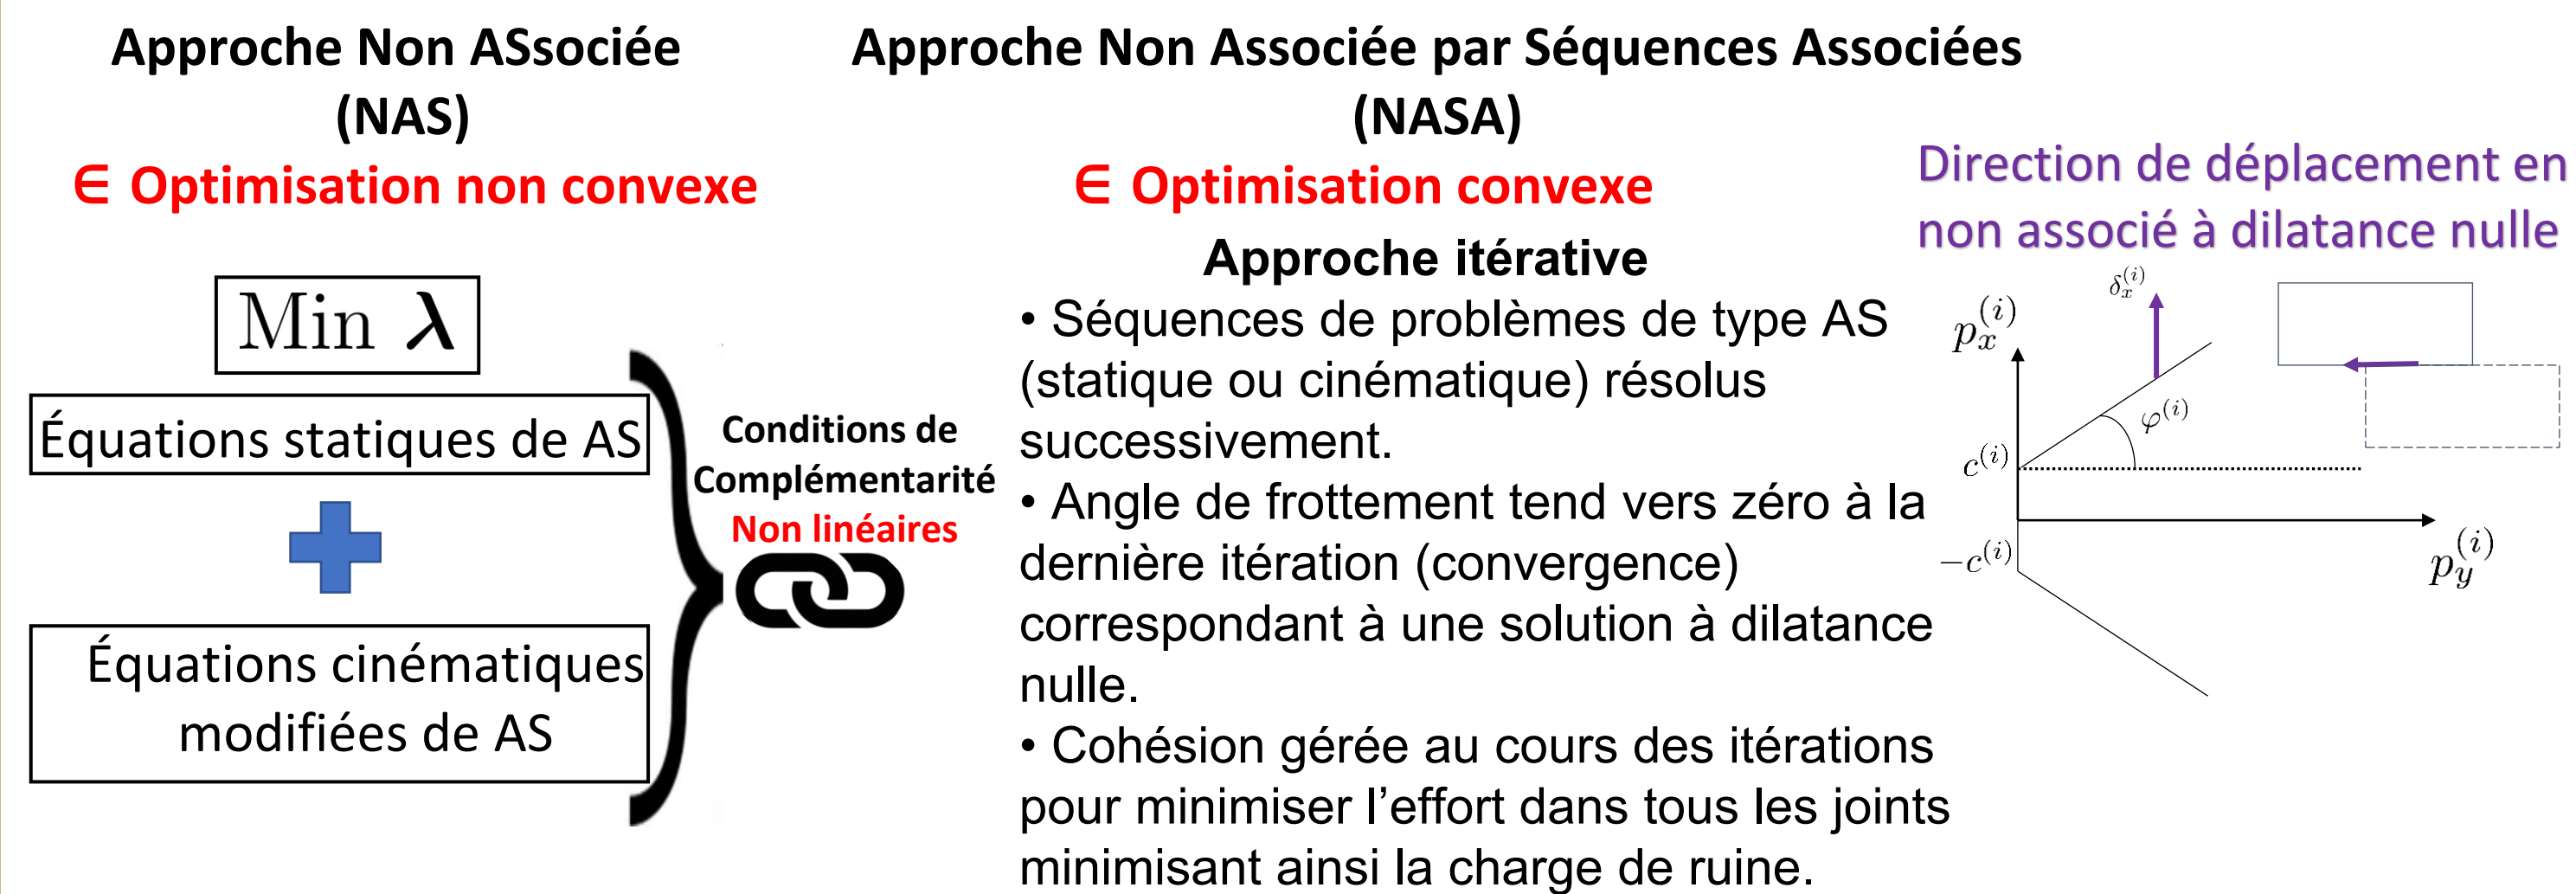 Approche Non ASsociée
(NAS)
∈ Optimisation non convexe
Min λ
Équations statiques de AS
Équations cinématiques
modifiées de AS
Conditions de
Complémentarité
Non linéaires
Approche Non Associée par Séquences Associées
(NASA)
∈ Optimisation convexe
Approche itérative
• Séquences de problèmes de type AS
(statique ou cinématique) résolus
successivement.
• Angle de frottement tend vers zéro à la
dernière itération (convergence)
correspondant à une solution à dilatance
nulle.
• Cohésion gérée au cours des itérations
pour minimiser l’effort dans tous les joints
minimisant ainsi la charge de ruine.
Direction de déplacement en
non associé à dilatance nulle
δ_x^{(i)}
p_x^{(i)}
φ^{(i)}
c^{(i)}
−c^{(i)}
p_y^{(i)}